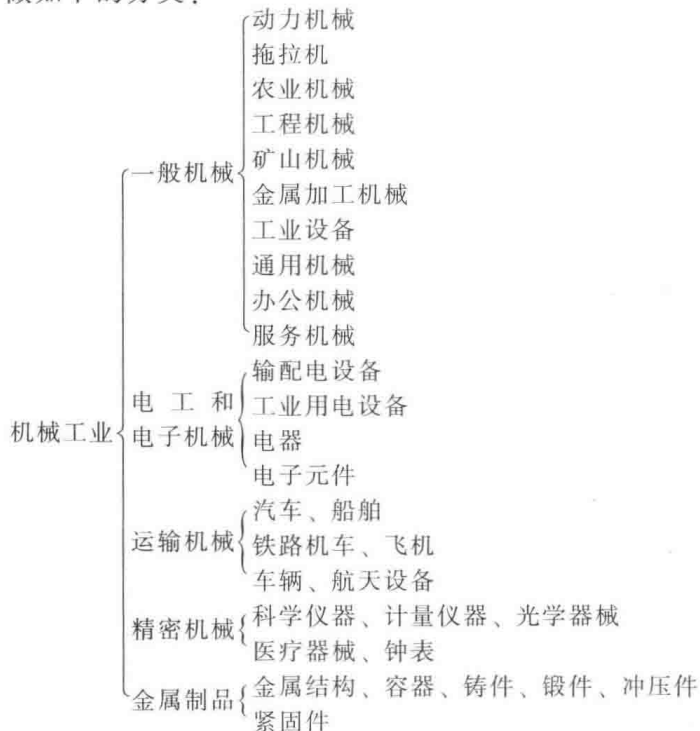 做如下的分类：
动力机械
拖拉机
农业机械
工程机械
矿山机械
一般机械
金属加工机械
工业设备
通用机械
办公机械
服务机械
输配电设备
电工和
工业用电设备
机械工业
电子机械
电器
电子元件
汽车、船舶
运输机械
铁路机车、飞机
车辆、航天设备
精密机械
科学仪器、计量仪器、光学器械
医疗器械、钟表
金属制品
金属结构、容器、铸件、锻件、冲压件
紧固件